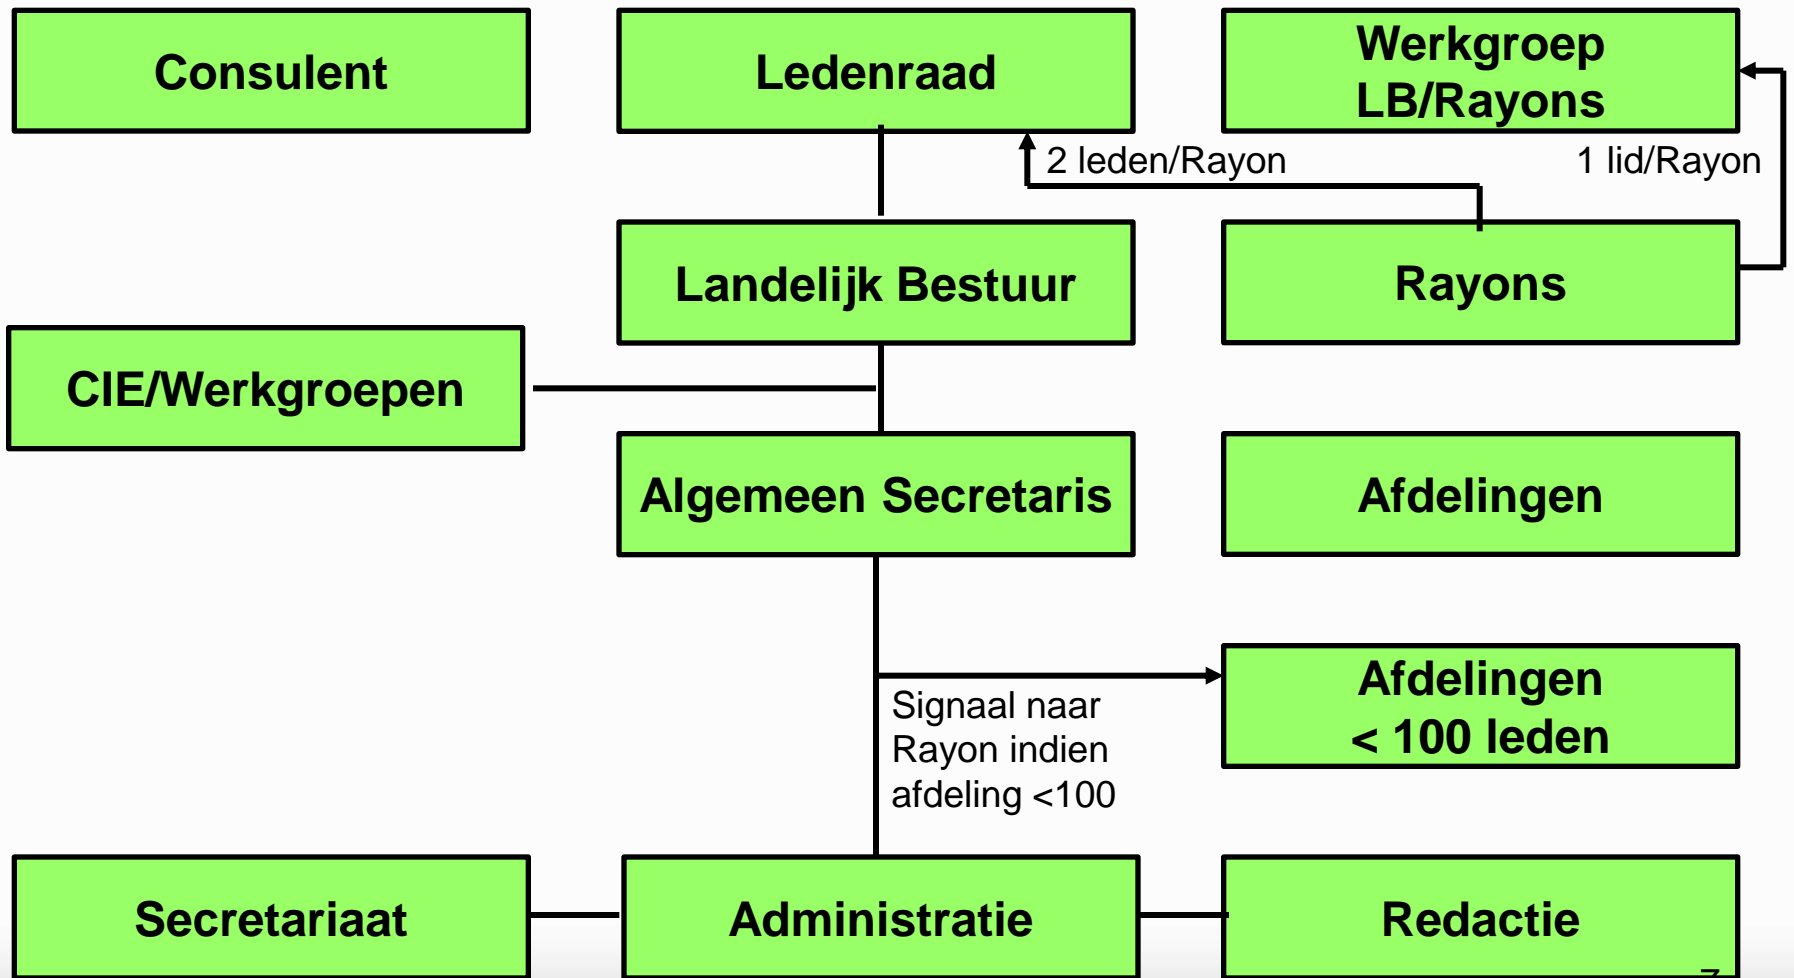 Consulent
Ledenraad
Werkgroep
LB/Rayons
2 leden/Rayon
1 lid/Rayon
Landelijk Bestuur
Rayons
CIE/Werkgroepen
Algemeen Secretaris
Afdelingen
Afdelingen
< 100 leden
Signaal naar
Rayon indien
afdeling <100
Secretariaat
Administratie
Redactie